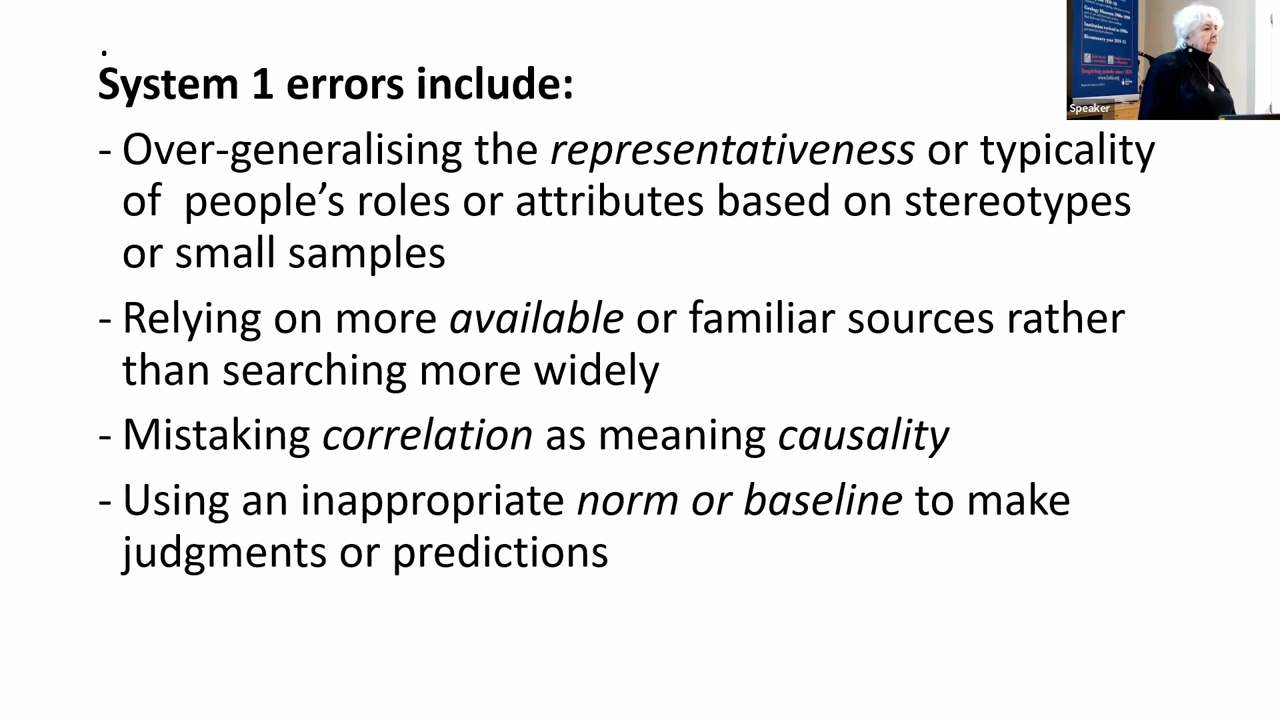 .
System 1 errors include:
- Over-generalising the representativeness or typicality
of  people’s roles or attributes based on stereotypes
or small samples
- Relying on more available or familiar sources rather
than searching more widely
- Mistaking correlation as meaning causality
- Using an inappropriate norm or baseline to make
judgments or predictions
Speaker